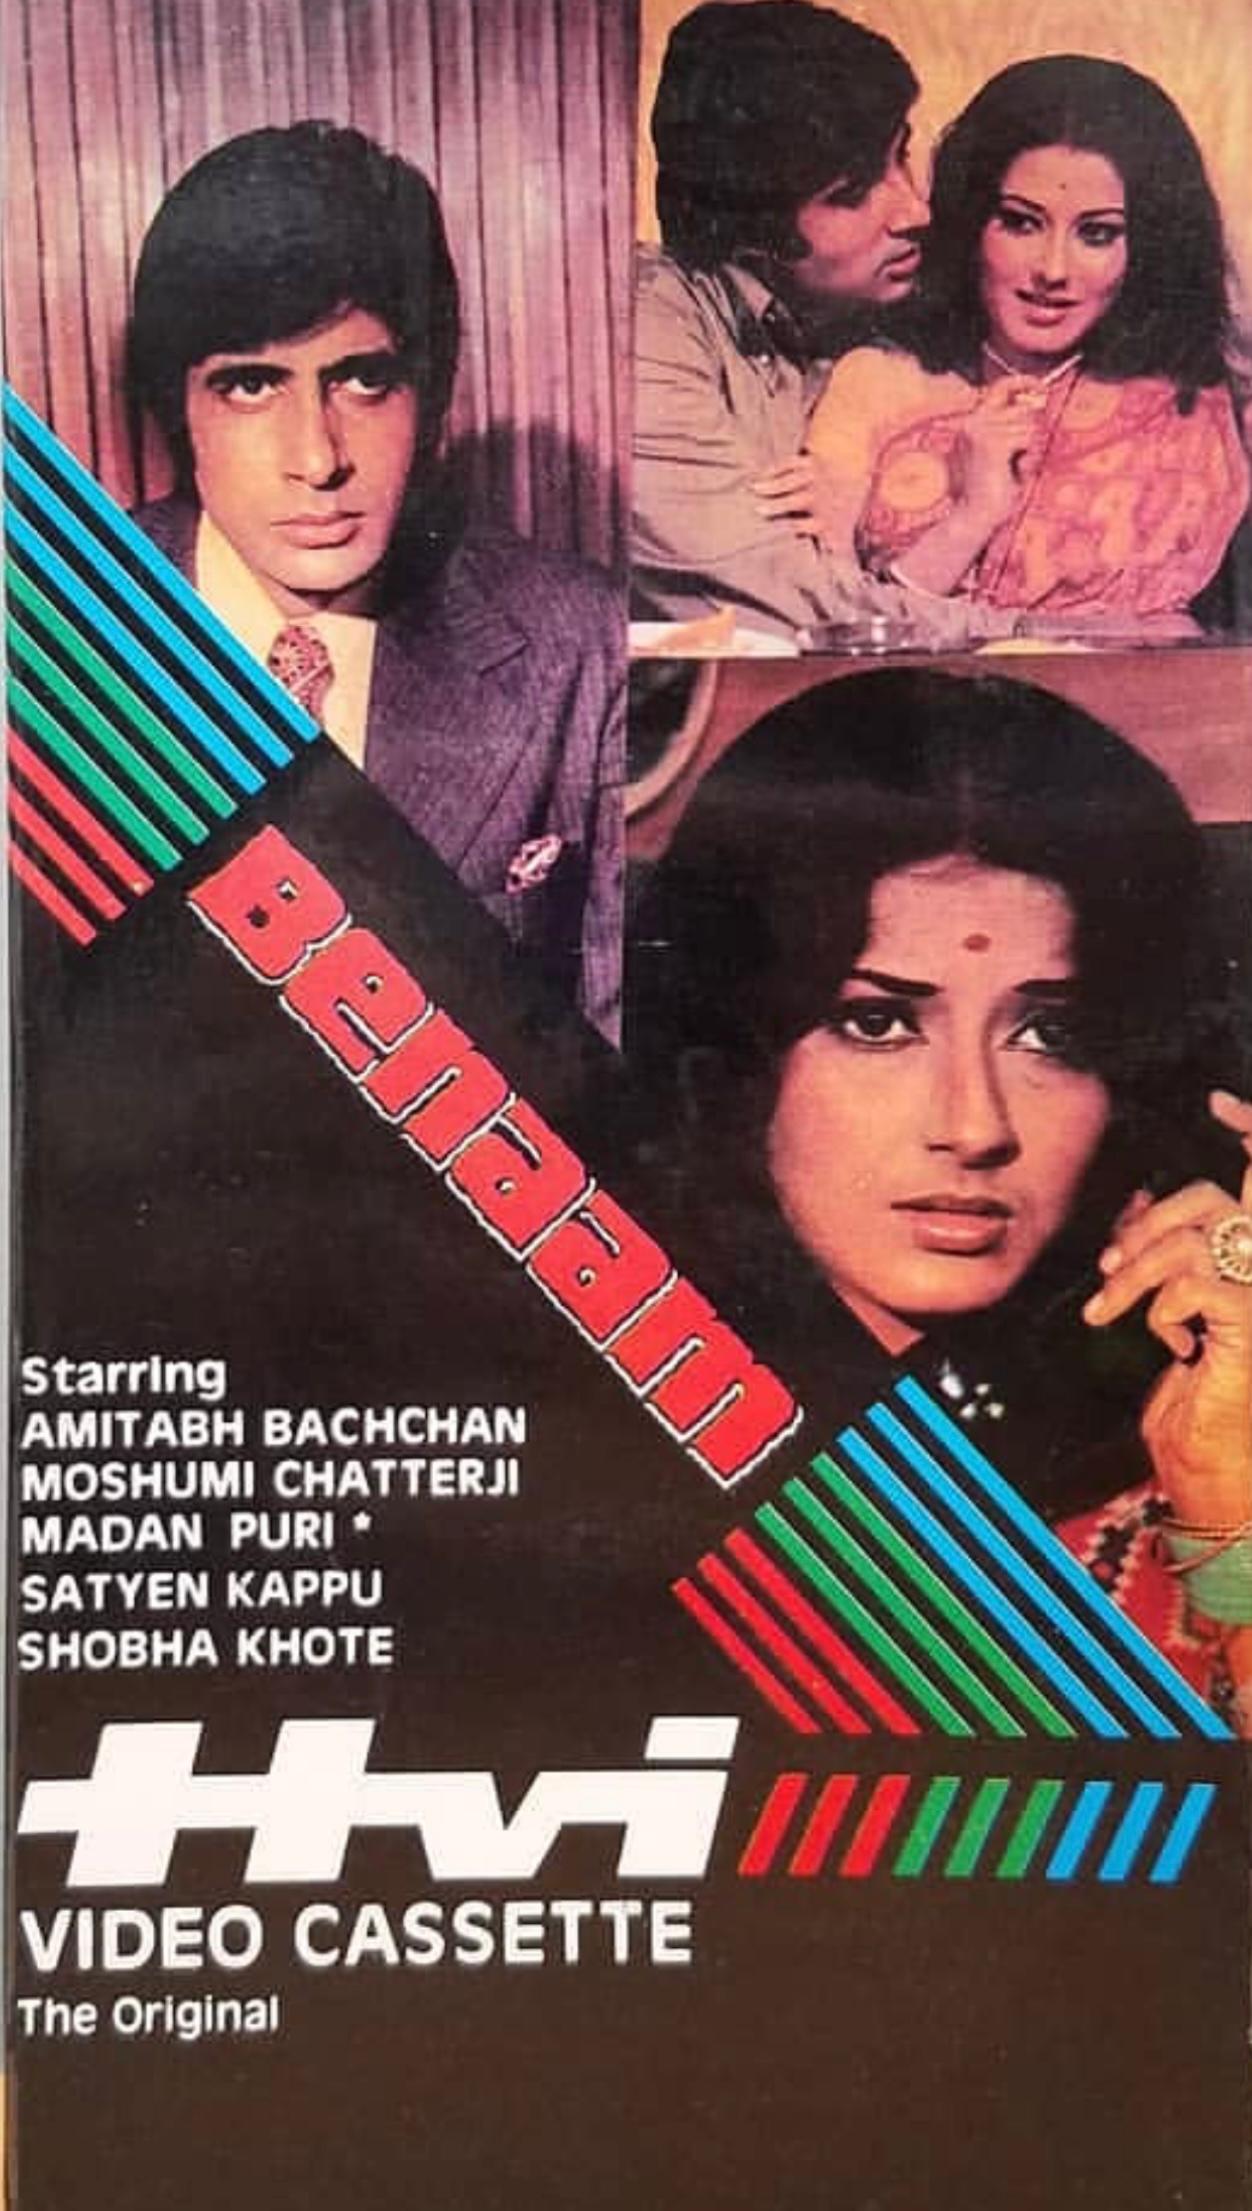 Benaam
Starring
AMITABH BACHCHAN
MOSHUMI CHATTERJI
MADAN PURI *
SATYEN KAPPU
SHOBHA KHOTE
Hvi
VIDEO CASSETTE
The Original